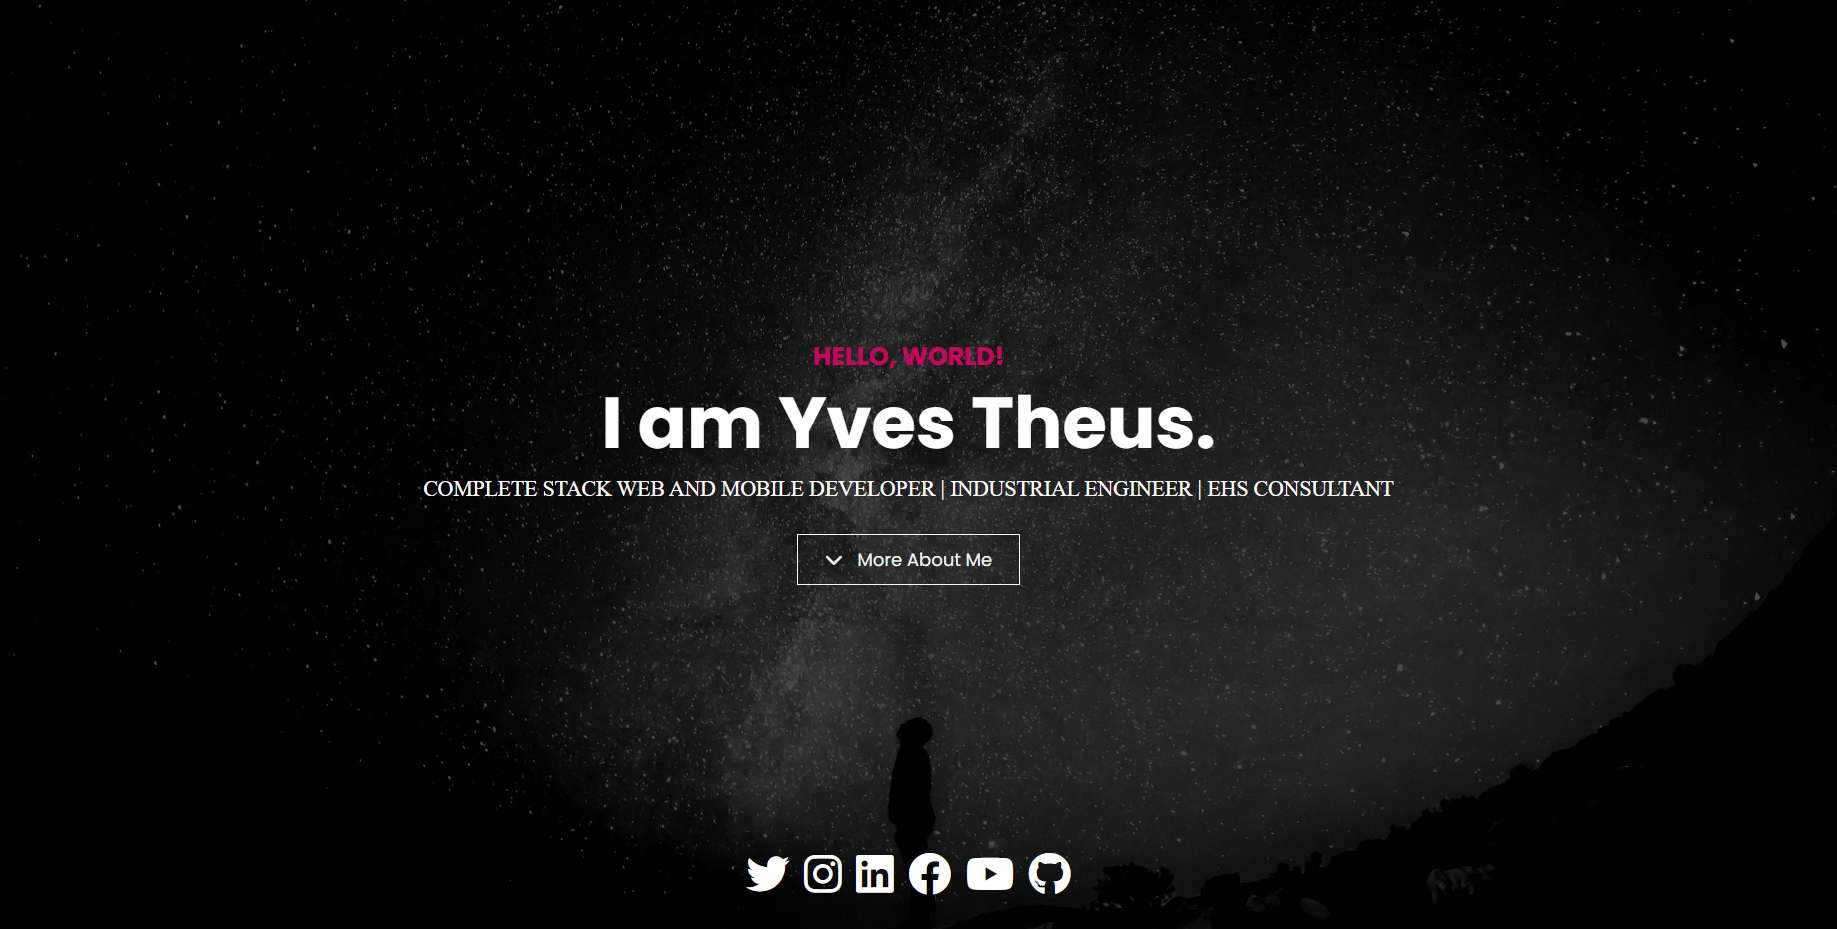 HELLO, WORLD!
I am Yves Theus.
COMPLETE STACK WEB AND MOBILE DEVELOPER | INDUSTRIAL ENGINEER | EHS CONSULTANT
More About Me